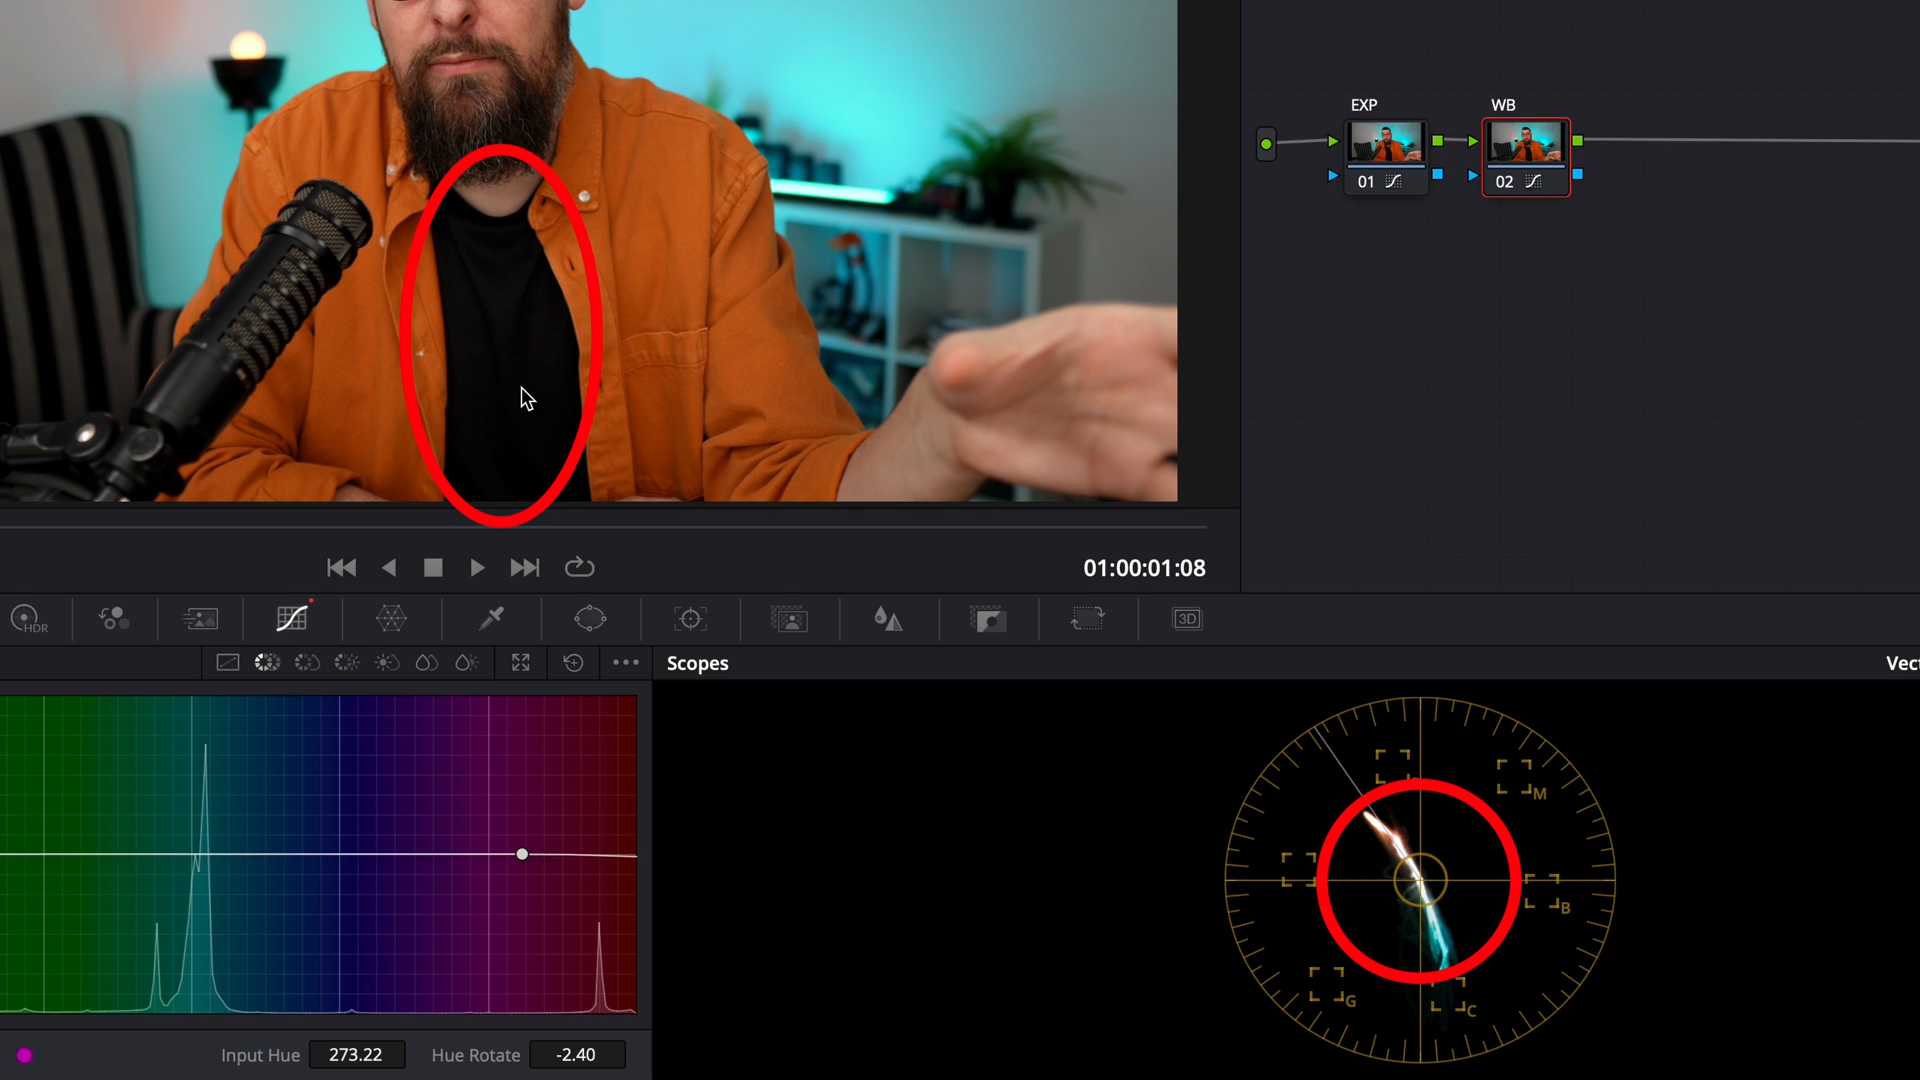 EXP
WB
01
02
01:00:01:08
HDR
3D
Scopes
Vect
M
B
G
C
Input Hue
273.22
Hue Rotate
-2.40